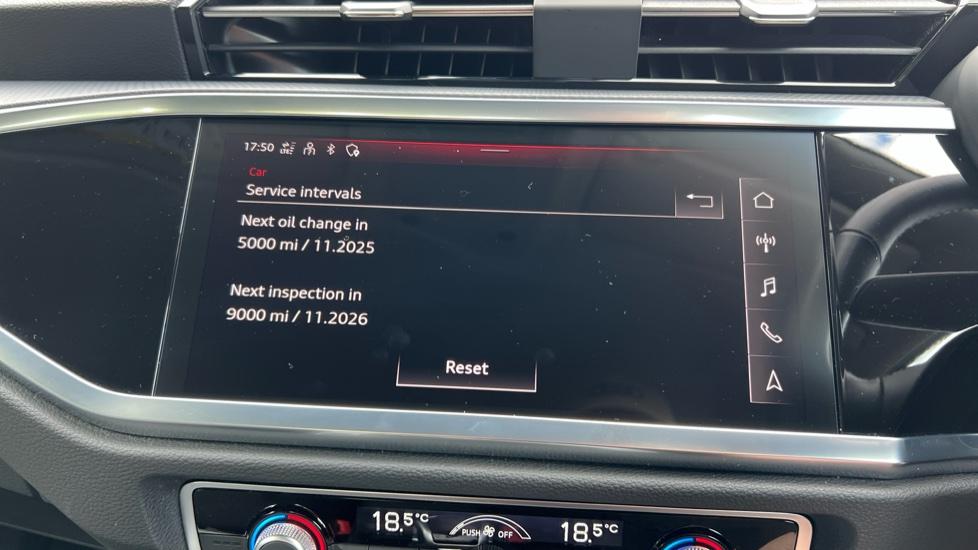 17:50 LTE
Car
Service intervals
Next oil change in
5000 mi / 11.2025
Next inspection in
9000 mi / 11.2026
Reset
18.5°C PUSH OFF 18.5°C